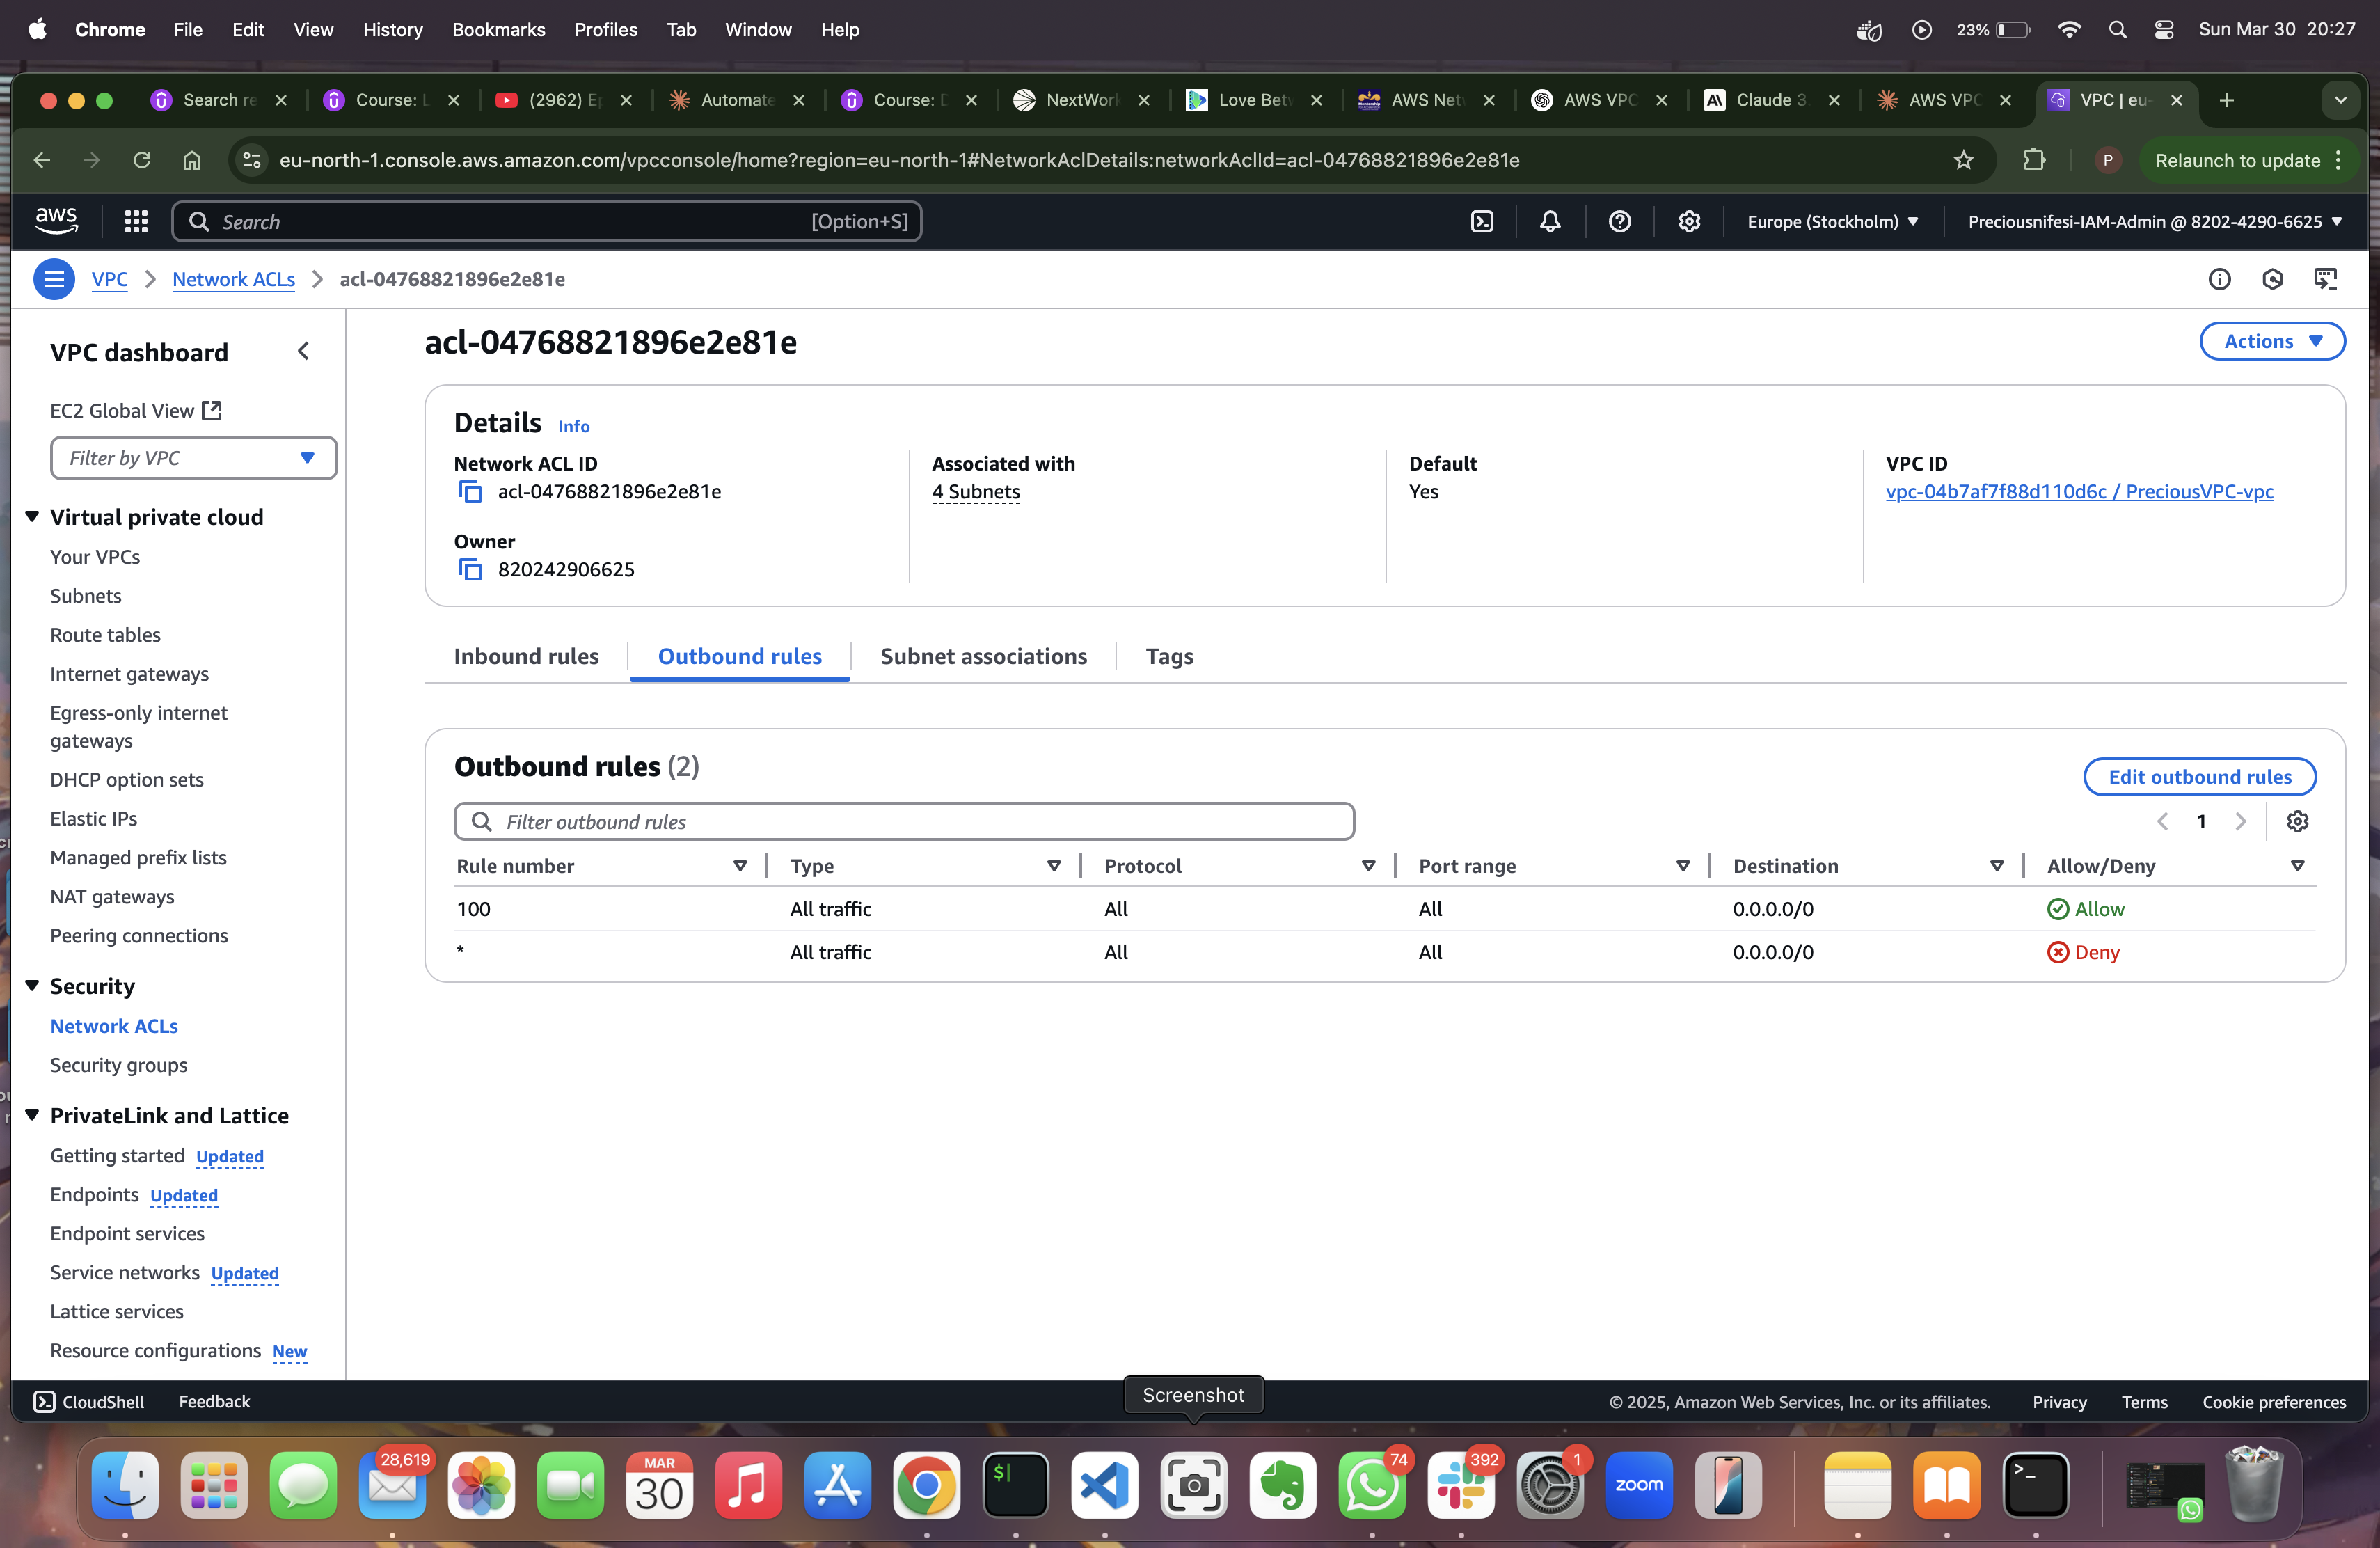 Chrome File Edit View History Bookmarks Profiles Tab Window Help 23% Sun Mar 30 20:27
Search re Course: L (2962) Ep Automate Course: D NextWork Love Betw AWS Netw AWS VPC Claude 3. AWS VPC VPC | eu-
eu-north-1.console.aws.amazon.com/vpcconsole/home?region=eu-north-1#NetworkAclDetails:networkAclId=acl-04768821896e2e81e P Relaunch to update
aws Search [Option+S] Europe (Stockholm) Preciousnifesi-IAM-Admin @ 8202-4290-6625
VPC Network ACLs acl-04768821896e2e81e
VPC dashboard
EC2 Global View
Filter by VPC
Virtual private cloud
Your VPCs
Subnets
Route tables
Internet gateways
Egress-only internet
gateways
DHCP option sets
Elastic IPs
Managed prefix lists
NAT gateways
Peering connections
Security
Network ACLs
Security groups
PrivateLink and Lattice
Getting started Updated
Endpoints Updated
Endpoint services
Service networks Updated
Lattice services
Resource configurations New
acl-04768821896e2e81e
Actions
Details Info
Network ACL ID
acl-04768821896e2e81e
Owner
820242906625
Associated with
4 Subnets
Default
Yes
VPC ID
vpc-04b7af7f88d110d6c / PreciousVPC-vpc
Inbound rules Outbound rules Subnet associations Tags
Outbound rules (2)
Edit outbound rules
Filter outbound rules
1
Rule number Type Protocol Port range Destination Allow/Deny
100 All traffic All All 0.0.0.0/0 Allow
* All traffic All All 0.0.0.0/0 Deny
CloudShell Feedback © 2025, Amazon Web Services, Inc. or its affiliates. Privacy Terms Cookie preferences
Screenshot
28,619 MAR 30 $ 74 392 1 zoom >_